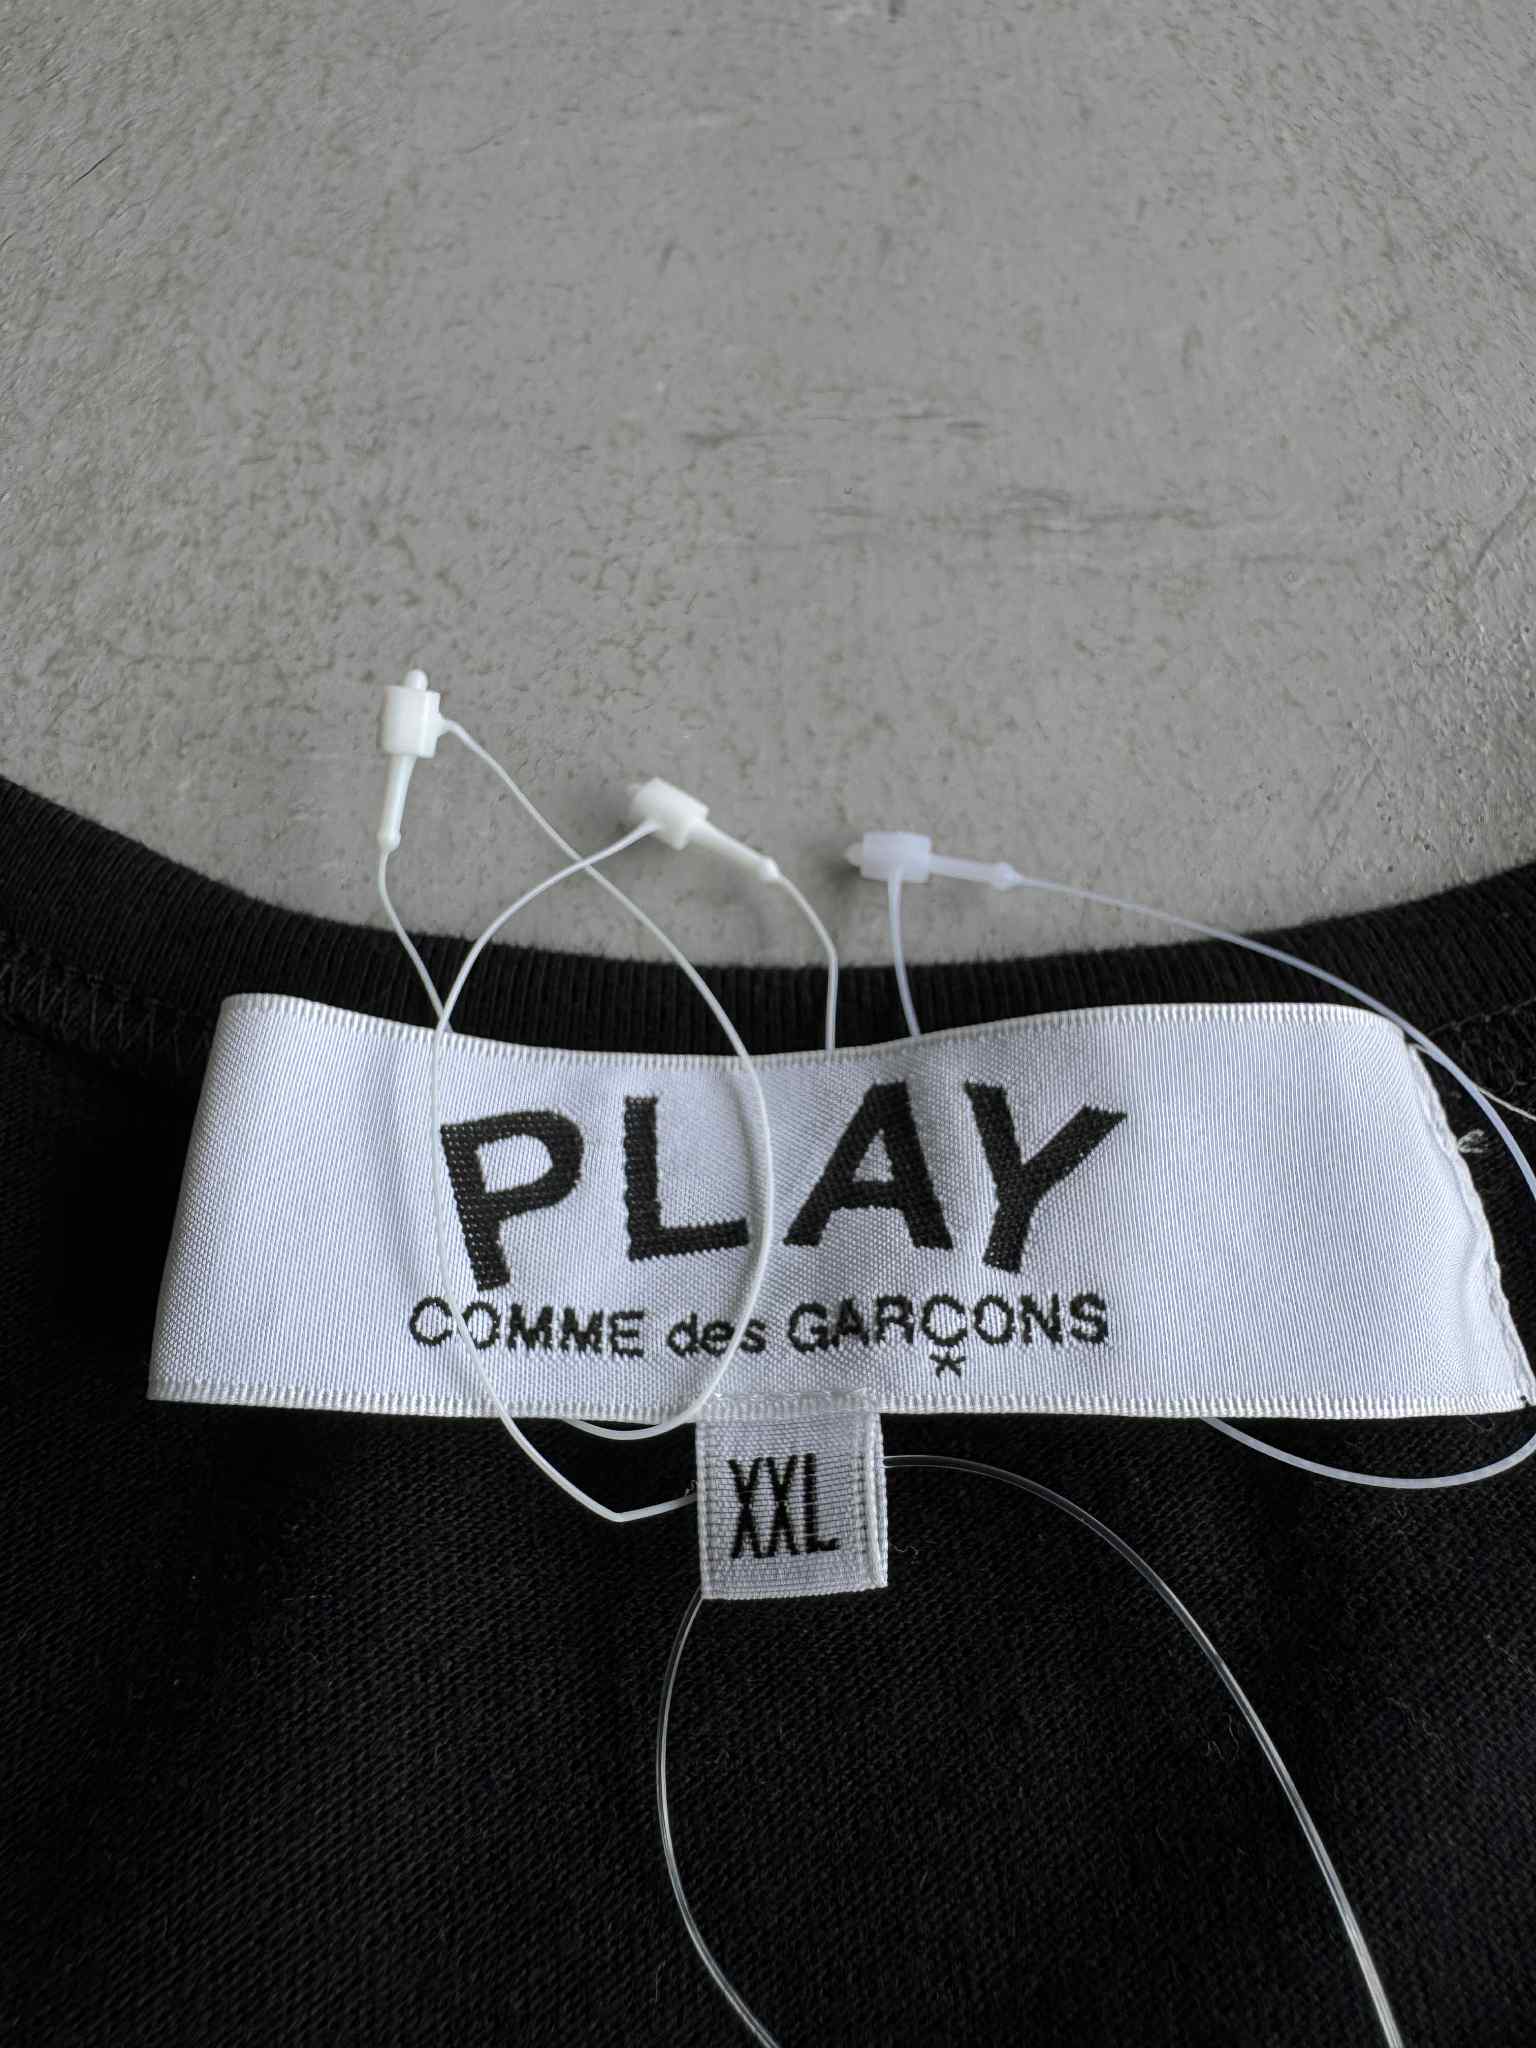 PLAY
COMME des GARÇONS
*
XXL